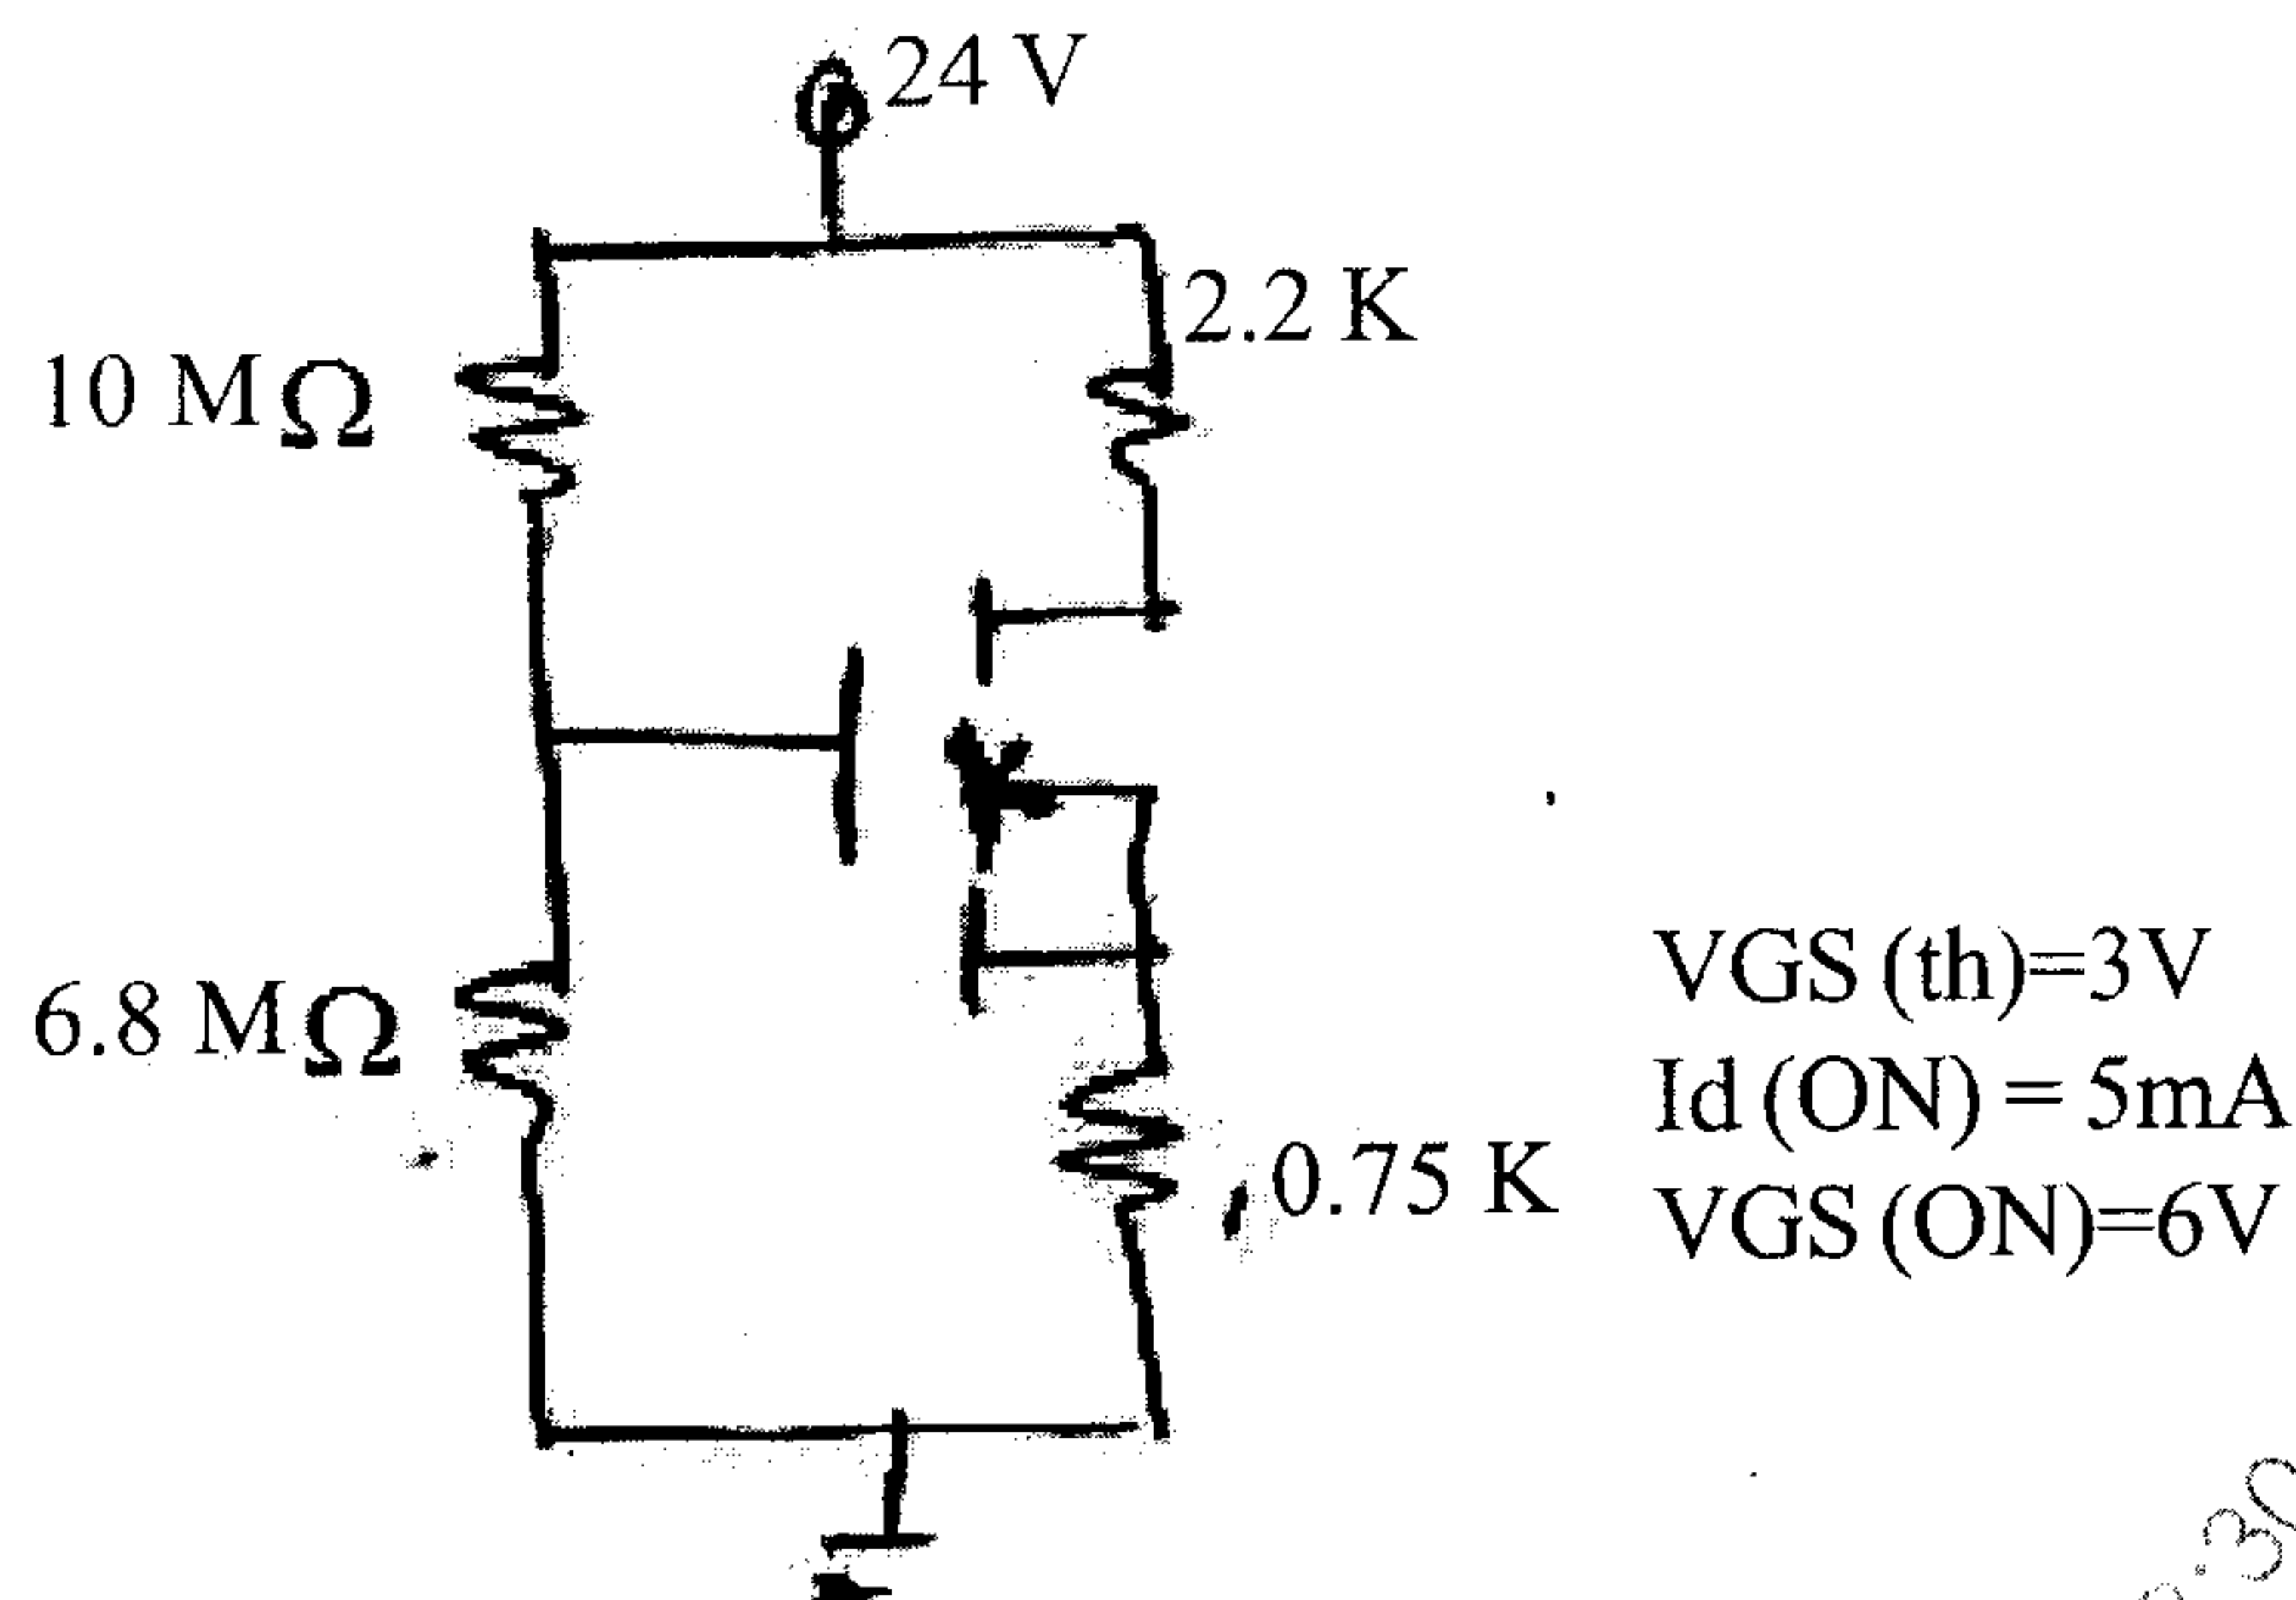 24 V
2.2 K
10 MΩ
6.8 MΩ
VGS (th)=3V
Id (ON) = 5mA
0.75 K
VGS (ON)=6V